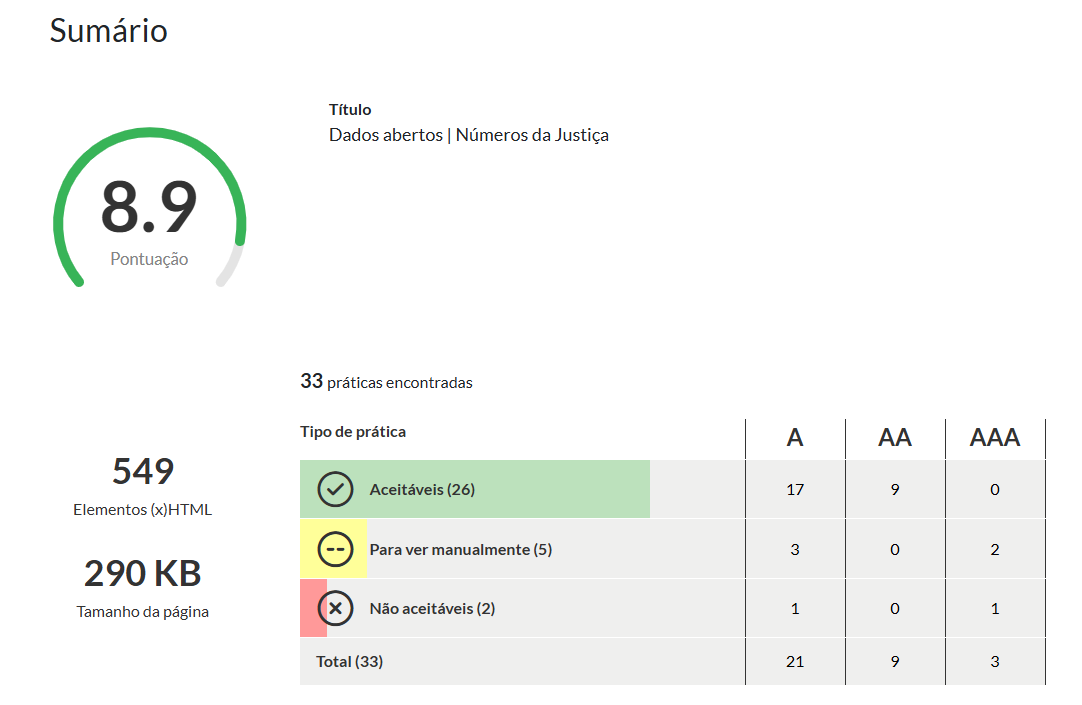 Sumário
8.9
Pontuação
Título
Dados abertos | Números da Justiça
549
Elementos (x)HTML
290 KB
Tamanho da página
33 práticas encontradas
Tipo de prática A AA AAA
Aceitáveis (26) 17 9 0
Para ver manualmente (5) 3 0 2
Não aceitáveis (2) 1 0 1
Total (33) 21 9 3